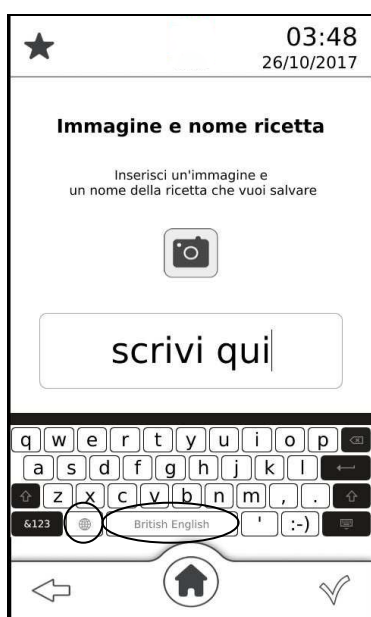 03:48
26/10/2017
Immagine e nome ricetta
Inserisci un'immagine e
un nome della ricetta che vuoi salvare
scrivi qui
q w e r t y u i o p
a s d f g h j k l
z x c v b n m , .
&123 British English ' :-)